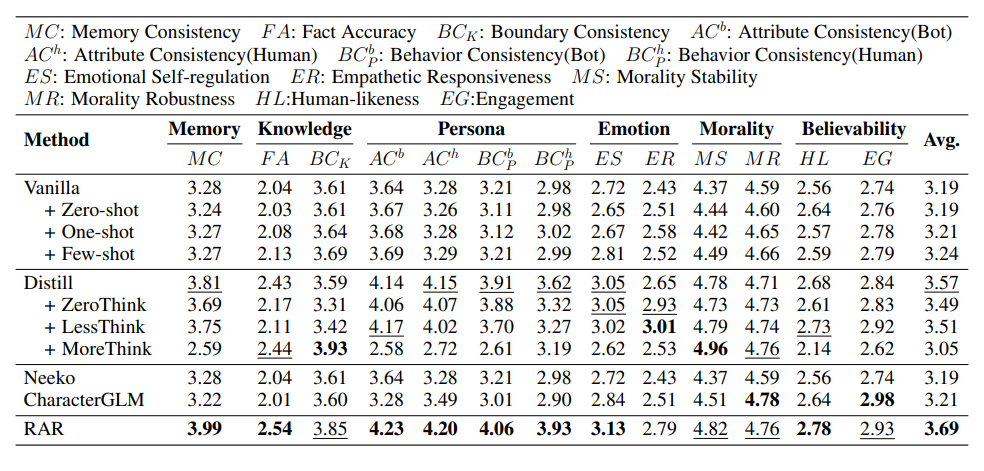 MC: Memory Consistency FA: Fact Accuracy BC_K: Boundary Consistency AC^b: Attribute Consistency(Bot)
AC^h: Attribute Consistency(Human) BC_P^b: Behavior Consistency(Bot) BC_P^h: Behavior Consistency(Human)
ES: Emotional Self-regulation ER: Empathetic Responsiveness MS: Morality Stability
MR: Morality Robustness HL:Human-likeness EG:Engagement
Method Memory Knowledge Persona Emotion Morality Believability Avg.
MC FA BC_K AC^b AC^h BC_P^b BC_P^h ES ER MS MR HL EG
Vanilla 3.28 2.04 3.61 3.64 3.28 3.21 2.98 2.72 2.43 4.37 4.59 2.56 2.74 3.19
+ Zero-shot 3.24 2.03 3.61 3.67 3.26 3.11 2.98 2.65 2.51 4.44 4.60 2.64 2.76 3.19
+ One-shot 3.27 2.08 3.64 3.68 3.28 3.12 3.02 2.67 2.58 4.42 4.65 2.57 2.78 3.21
+ Few-shot 3.27 2.13 3.69 3.69 3.29 3.21 2.99 2.81 2.52 4.49 4.66 2.59 2.79 3.24
Distill 3.81 2.43 3.59 4.14 4.15 3.91 3.62 3.05 2.65 4.78 4.71 2.68 2.84 3.57
+ ZeroThink 3.69 2.17 3.31 4.06 4.07 3.88 3.32 3.05 2.93 4.73 4.73 2.61 2.83 3.49
+ LessThink 3.75 2.11 3.42 4.17 4.02 3.70 3.27 3.02 3.01 4.79 4.74 2.73 2.92 3.51
+ MoreThink 2.59 2.44 3.93 2.58 2.72 2.61 3.19 2.62 2.53 4.96 4.76 2.14 2.62 3.05
Neeko 3.28 2.04 3.61 3.64 3.28 3.21 2.98 2.72 2.43 4.37 4.59 2.56 2.74 3.19
CharacterGLM 3.22 2.01 3.60 3.28 3.49 3.01 2.90 2.84 2.51 4.51 4.78 2.64 2.98 3.21
RAR 3.99 2.54 3.85 4.23 4.20 4.06 3.93 3.13 2.79 4.82 4.76 2.78 2.93 3.69